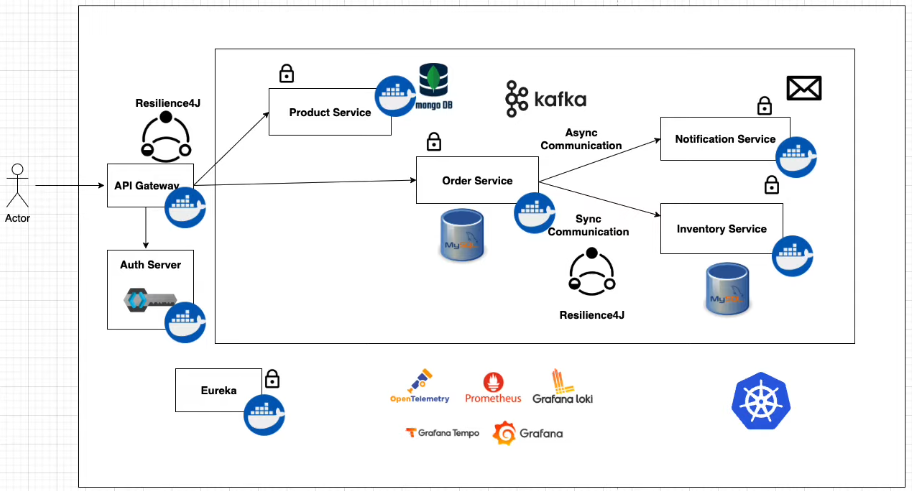 Resilience4J
Product Service
mongo DB
kafka
Async
Communication
Notification Service
Actor
API Gateway
Order Service
Sync
Communication
Inventory Service
MySQL
MySQL
Auth Server
Resilience4J
Eureka
OpenTelemetry
Prometheus
Grafana loki
Grafana Tempo
Grafana